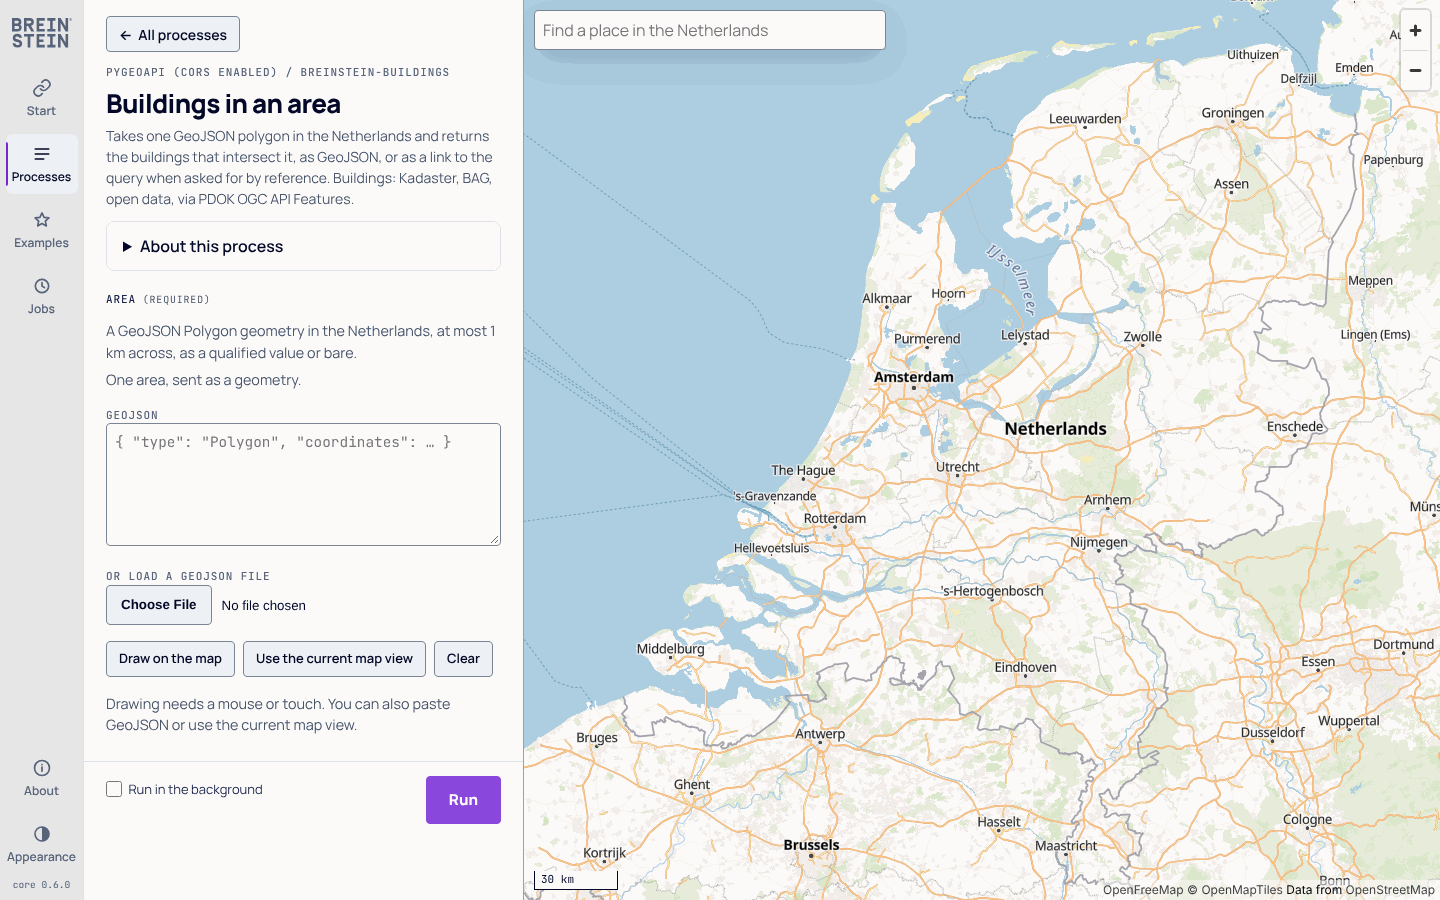 BREIN
STEIN
Start
Processes
Examples
Jobs
About
Appearance
core 0.6.0
← All processes
PYGEOAPI (CORS ENABLED) / BREINSTEIN-BUILDINGS
Buildings in an area
Takes one GeoJSON polygon in the Netherlands and returns
the buildings that intersect it, as GeoJSON, or as a link to the
query when asked for by reference. Buildings: Kadaster, BAG,
open data, via PDOK OGC API Features.
About this process
AREA (REQUIRED)
A GeoJSON Polygon geometry in the Netherlands, at most 1
km across, as a qualified value or bare.
One area, sent as a geometry.
GEOJSON
{ "type": "Polygon", "coordinates": … }
OR LOAD A GEOJSON FILE
Choose File No file chosen
Draw on the map
Use the current map view
Clear
Drawing needs a mouse or touch. You can also paste
GeoJSON or use the current map view.
Run in the background
Run
Find a place in the Netherlands
+
−
Uithuizen
Emden
Delfzijl
Leeuwarden
Groningen
Papenburg
Assen
IJsselmeer
Meppen
Alkmaar
Hoorn
Purmerend
Lelystad
Zwolle
Lingen (Ems)
Amsterdam
Netherlands
Enschede
The Hague
Utrecht
's-Gravenzande
Arnhem
Müns
Rotterdam
Hellevoetsluis
Nijmegen
's-Hertogenbosch
Middelburg
Eindhoven
Dortmund
Essen
Wuppertal
Bruges
Antwerp
Dusseldorf
Ghent
Hasselt
Cologne
Brussels
Maastricht
Kortrijk
Bonn
30 km
OpenFreeMap © OpenMapTiles Data from OpenStreetMap